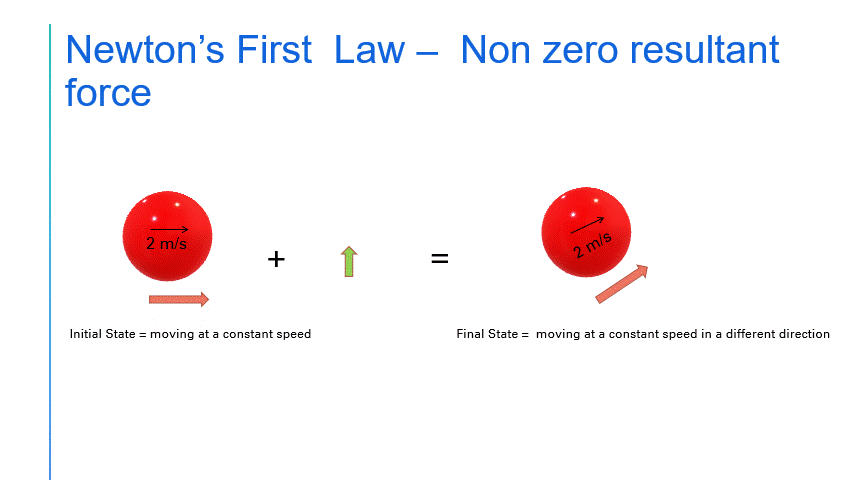 Newton’s First  Law –  Non zero resultant
force
2 m/s
+
=
2 m/s
Initial State = moving at a constant speed
Final State =  moving at a constant speed in a different direction